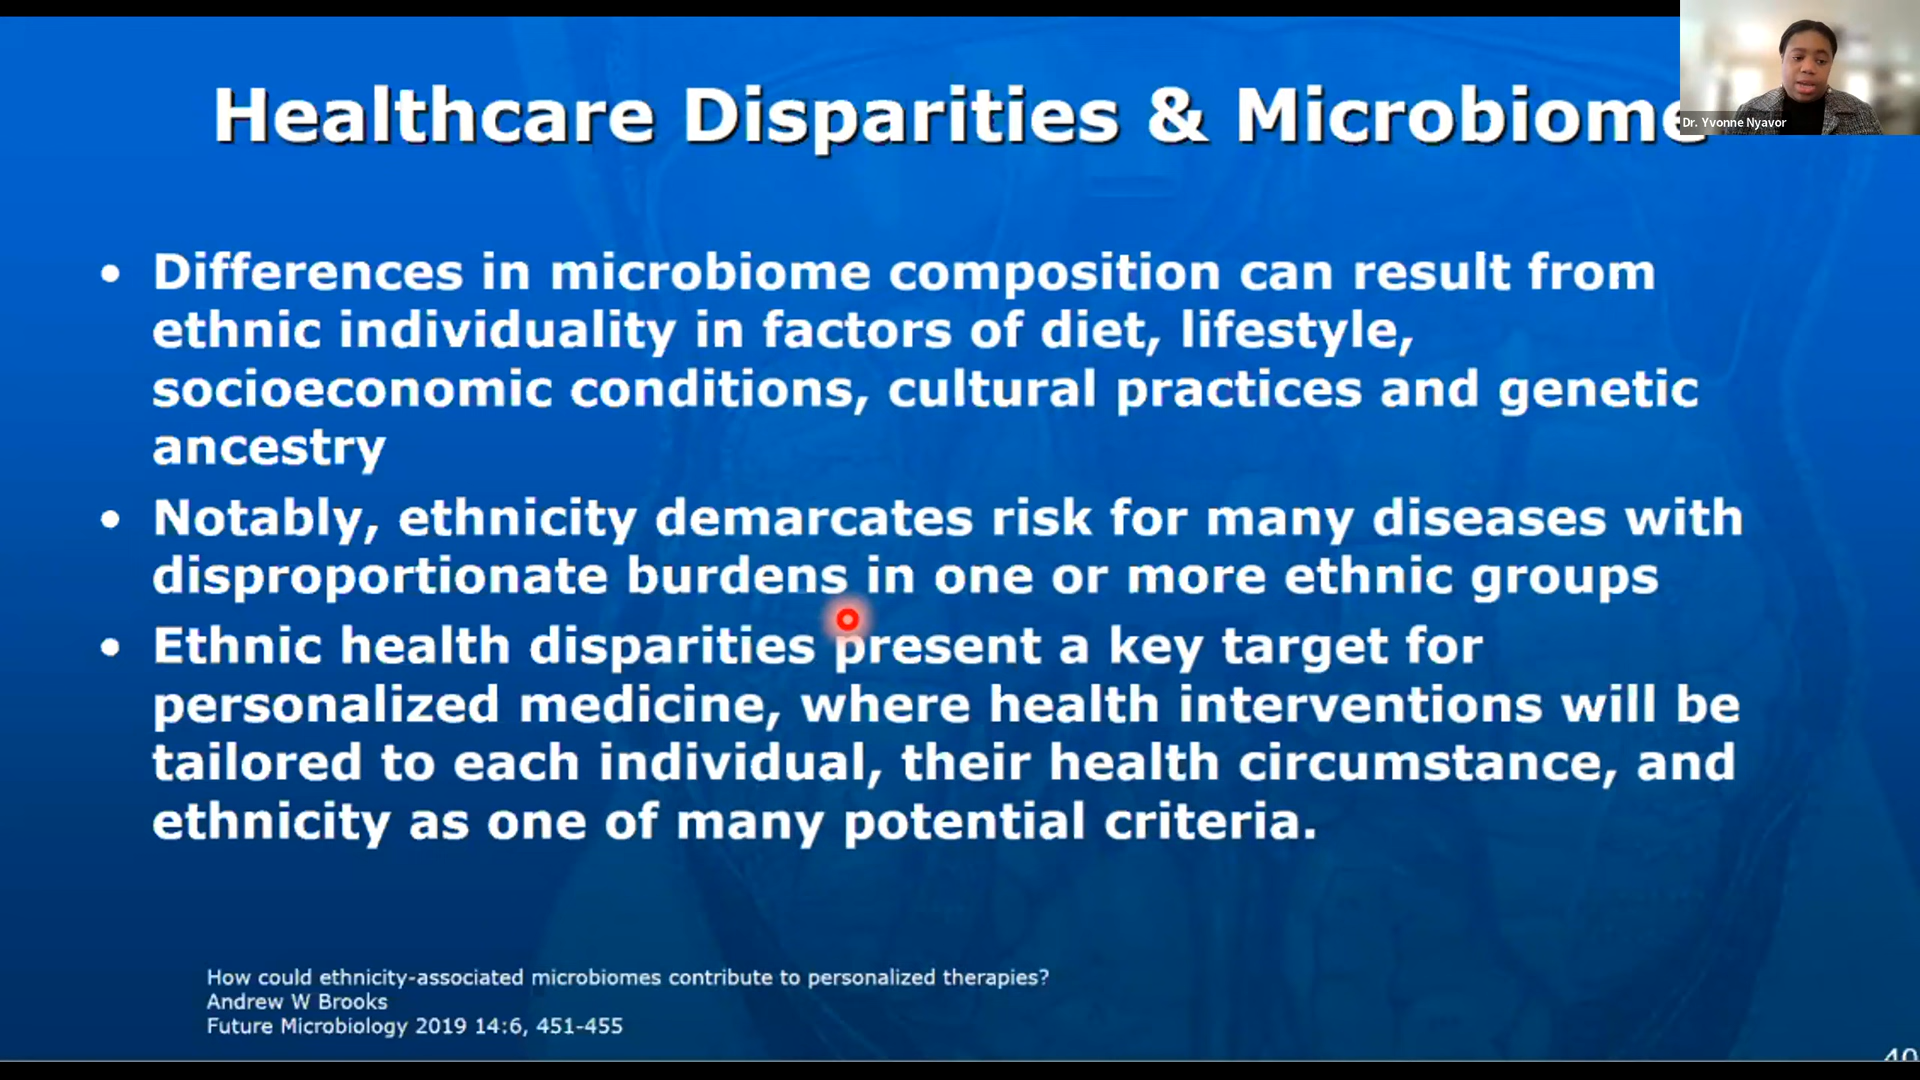 Healthcare Disparities & Microbiome
Dr. Yvonne Nyavor
• Differences in microbiome composition can result from
ethnic individuality in factors of diet, lifestyle,
socioeconomic conditions, cultural practices and genetic
ancestry
• Notably, ethnicity demarcates risk for many diseases with
disproportionate burdens in one or more ethnic groups
• Ethnic health disparities present a key target for
personalized medicine, where health interventions will be
tailored to each individual, their health circumstance, and
ethnicity as one of many potential criteria.
How could ethnicity-associated microbiomes contribute to personalized therapies?
Andrew W Brooks
Future Microbiology 2019 14:6, 451-455
40